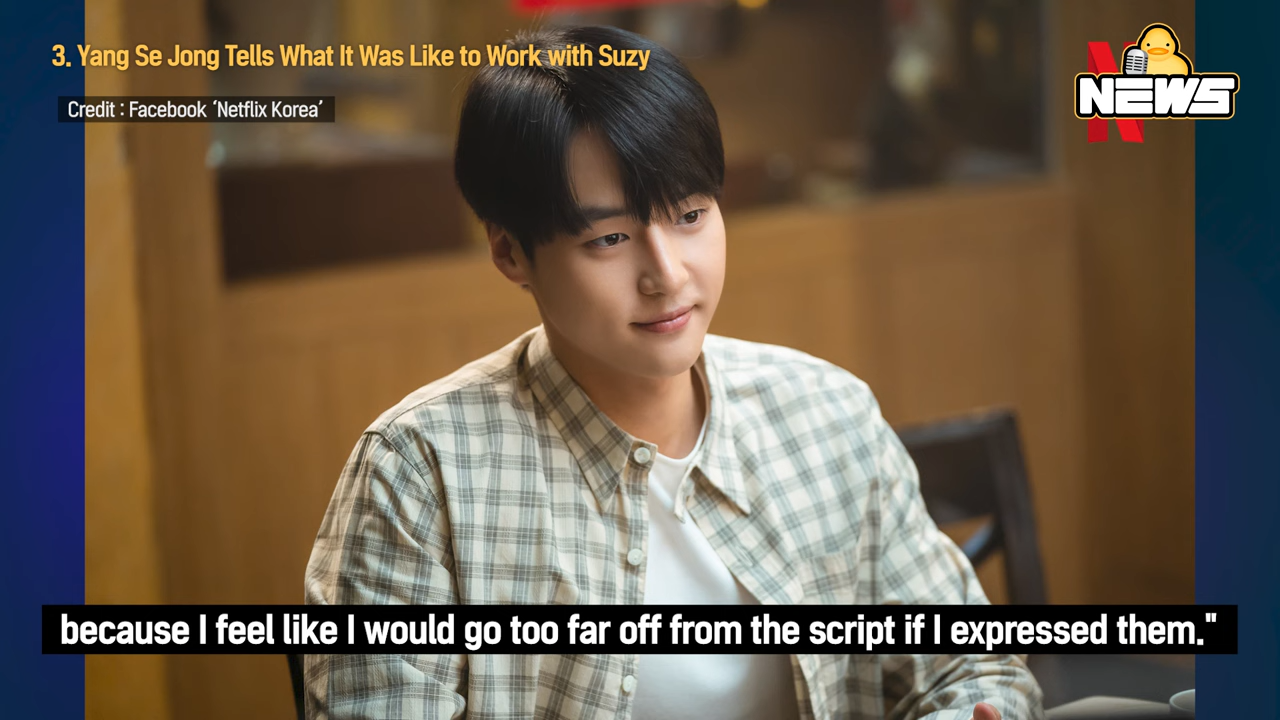 3. Yang Se Jong Tells What It Was Like to Work with Suzy
Credit : Facebook ‘Netflix Korea’
NEWS
because I feel like I would go too far off from the script if I expressed them."